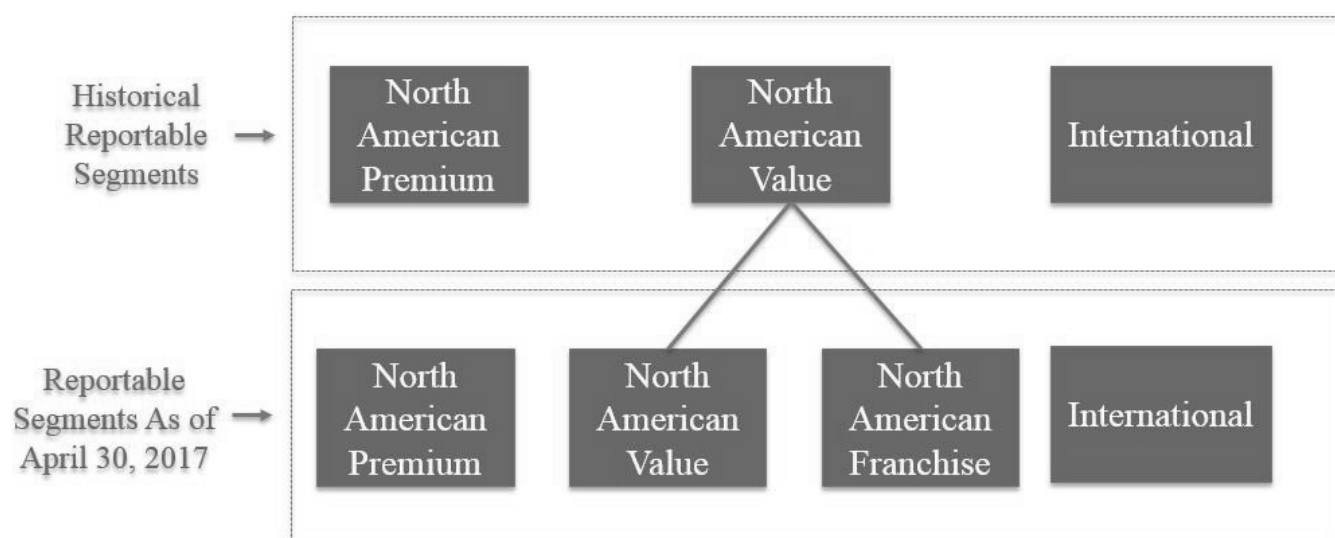 Historical
Reportable
Segments
North
American
Premium
North
American
Value
International
Reportable
Segments As of
April 30, 2017
North
American
Premium
North
American
Value
North
American
Franchise
International